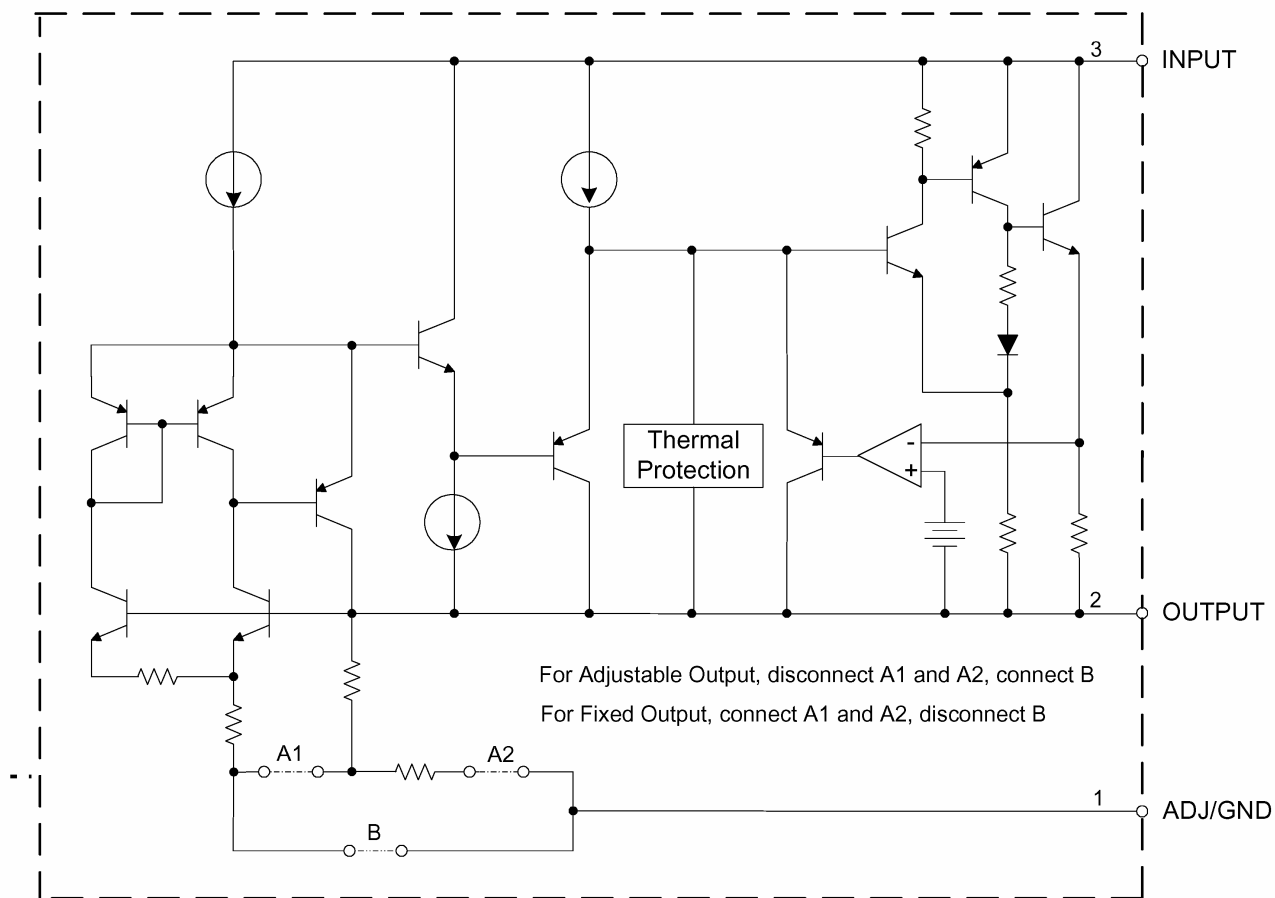 3
INPUT
Thermal
Protection
-
+
2
OUTPUT
For Adjustable Output, disconnect A1 and A2, connect B
For Fixed Output, connect A1 and A2, disconnect B
A1
A2
1
ADJ/GND
B